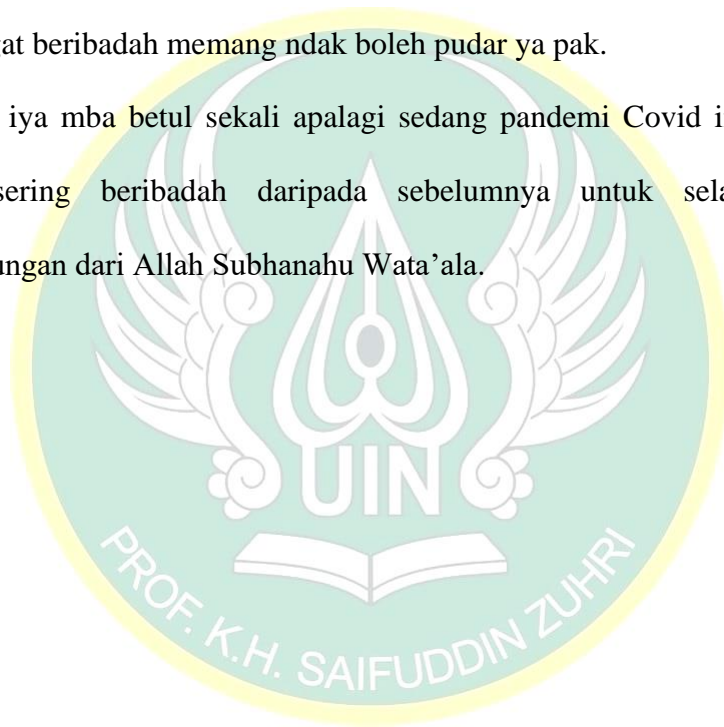 gat beribadah memang ndak boleh pudar ya pak.
iya mba betul sekali apalagi sedang pandemi Covid i
sering beribadah daripada sebelumnya untuk sela
ungan dari Allah Subhanahu Wata’ala.
UIN
PROF. K.H. SAIFUDDIN ZUHRI